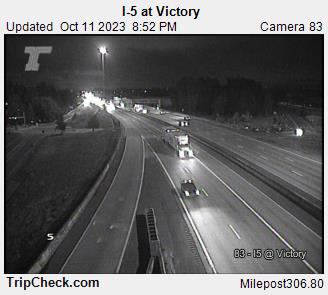 I-5 at Victory
Updated Oct 11 2023 8:52 PM Camera 83
T
S
83 - I5 @ Victory
TripCheck.com Milepost306.80